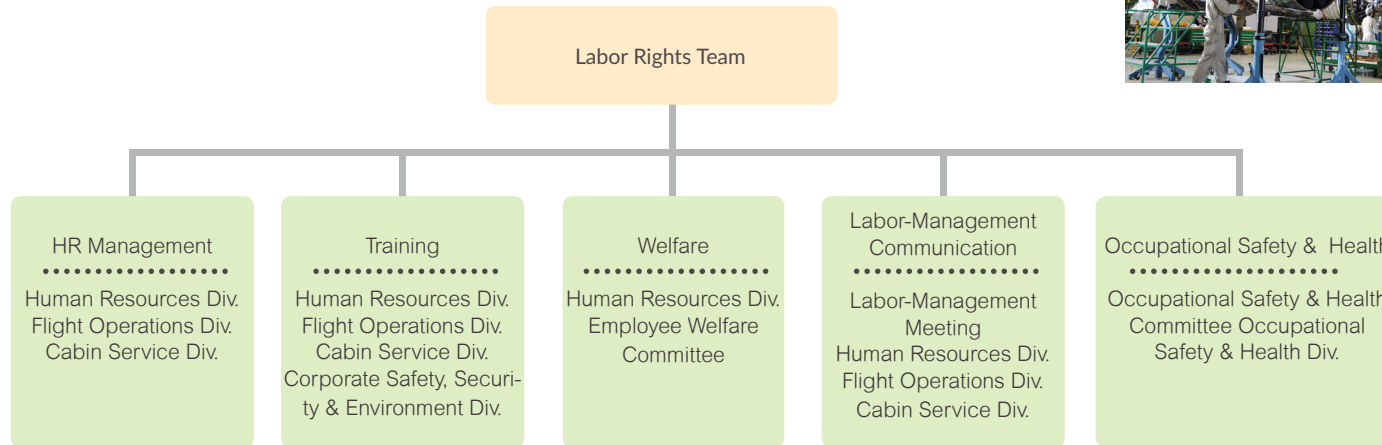 Labor Rights Team
HR Management
Human Resources Div.
Flight Operations Div.
Cabin Service Div.
Training
Human Resources Div.
Flight Operations Div.
Cabin Service Div.
Corporate Safety, Securi-
ty & Environment Div.
Welfare
Human Resources Div.
Employee Welfare
Committee
Labor-Management
Communication
Labor-Management
Meeting
Human Resources Div.
Flight Operations Div.
Cabin Service Div.
Occupational Safety & Health
Occupational Safety & Health
Committee Occupational
Safety & Health Div.